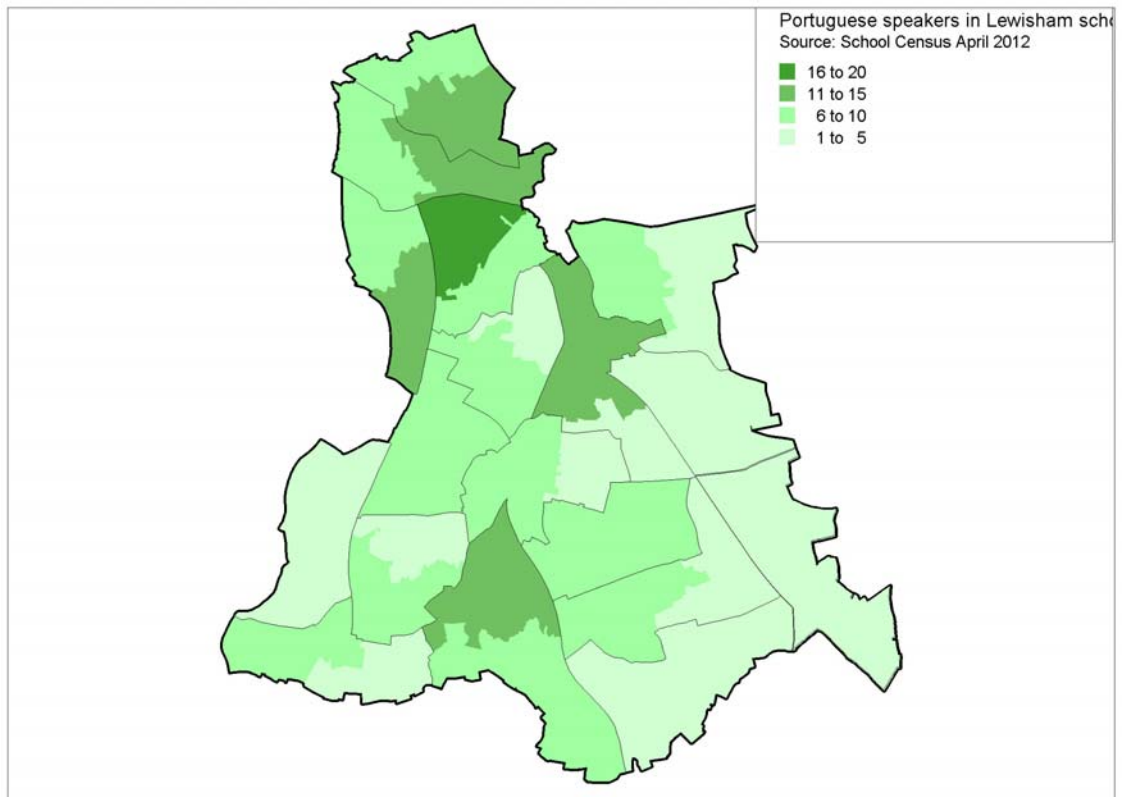 Portuguese speakers in Lewisham scho
Source: School Census April 2012
16 to 20
11 to 15
6 to 10
1 to 5